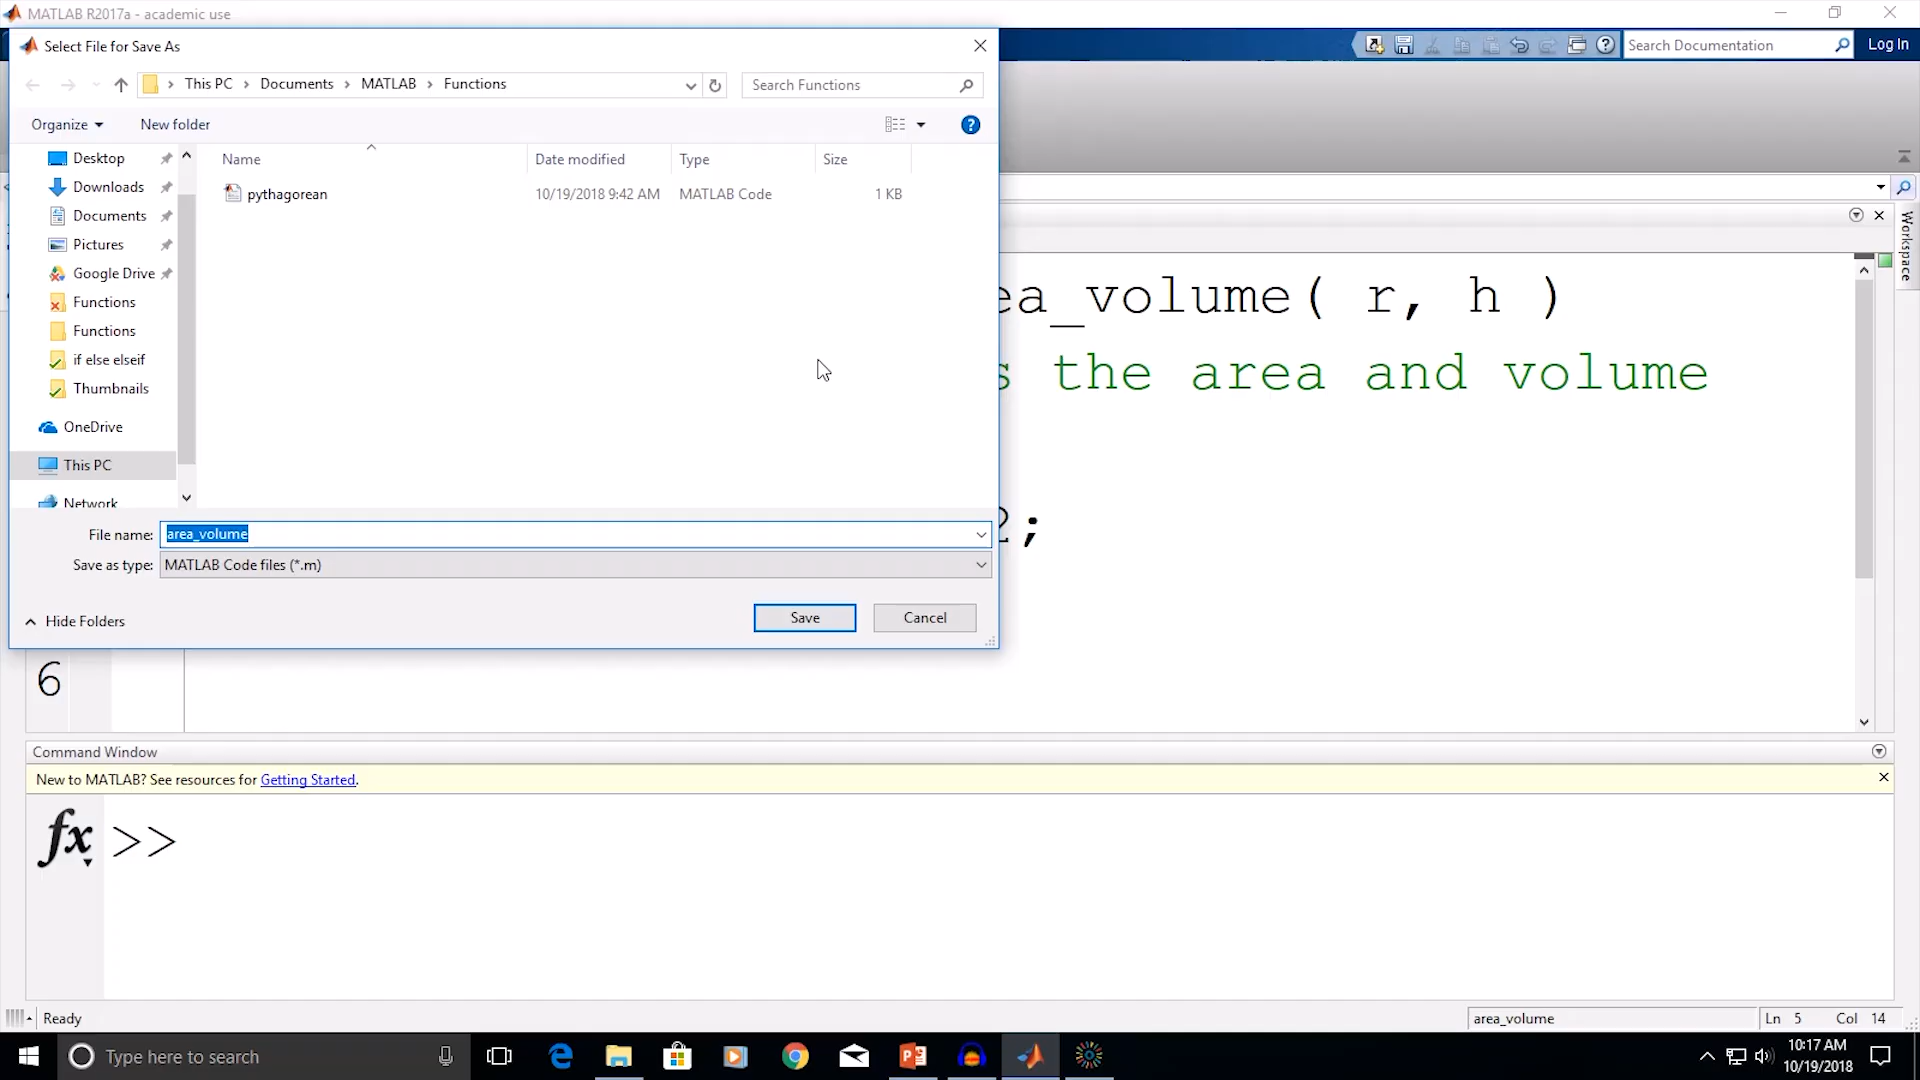 MATLAB R2017a - academic use
Select File for Save As
Search Documentation
Log In
This PC > Documents > MATLAB > Functions
Search Functions
Organize
New folder
Name
Date modified
Type
Size
pythagorean
10/19/2018 9:42 AM
MATLAB Code
1 KB
Desktop
Downloads
Documents
Pictures
Google Drive
Functions
Functions
if else elseif
Thumbnails
OneDrive
This PC
Network
Workspace
ea_volume( r, h )
s the area and volume
2;
File name: area_volume
Save as type: MATLAB Code files (*.m)
Hide Folders
Save
Cancel
6
Command Window
New to MATLAB? See resources for Getting Started.
fx >>
Ready
area_volume
Ln 5 Col 14
Type here to search
10:17 AM
10/19/2018